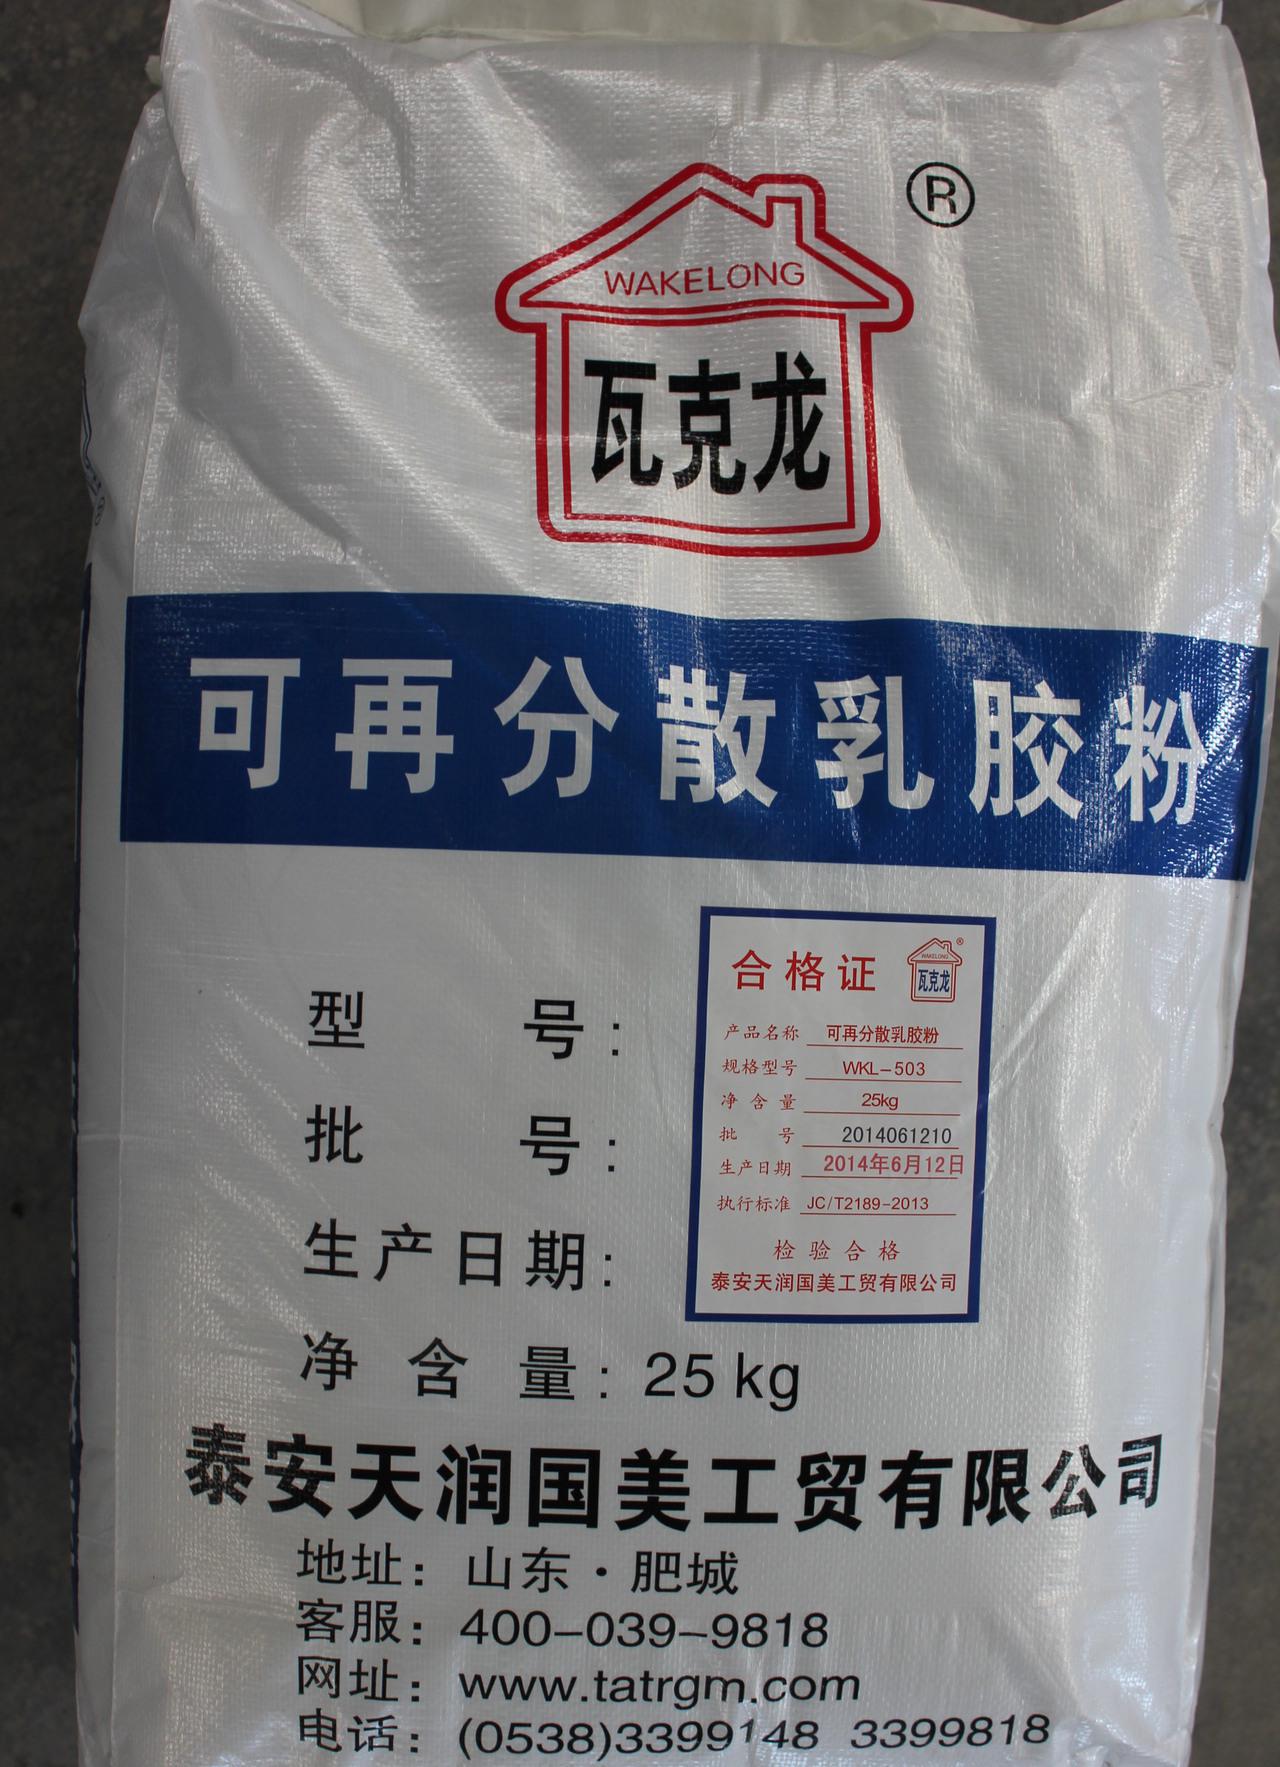 ®
WAKELONG
瓦克龙
可再分散乳胶粉
合格证
WAKELONG
瓦克龙
®
产品名称 可再分散乳胶粉
规格型号 WKL-503
净含量 25kg
批号 2014061210
生产日期 2014年6月12日
执行标准 JC/T2189-2013
检验合格
泰安天润国美工贸有限公司
型号:
批号:
生产日期:
净含量: 25kg
泰安天润国美工贸有限公司
地址: 山东·肥城
客服: 400-039-9818
网址: www.tatrgm.com
电话: (0538)3399148 3399818